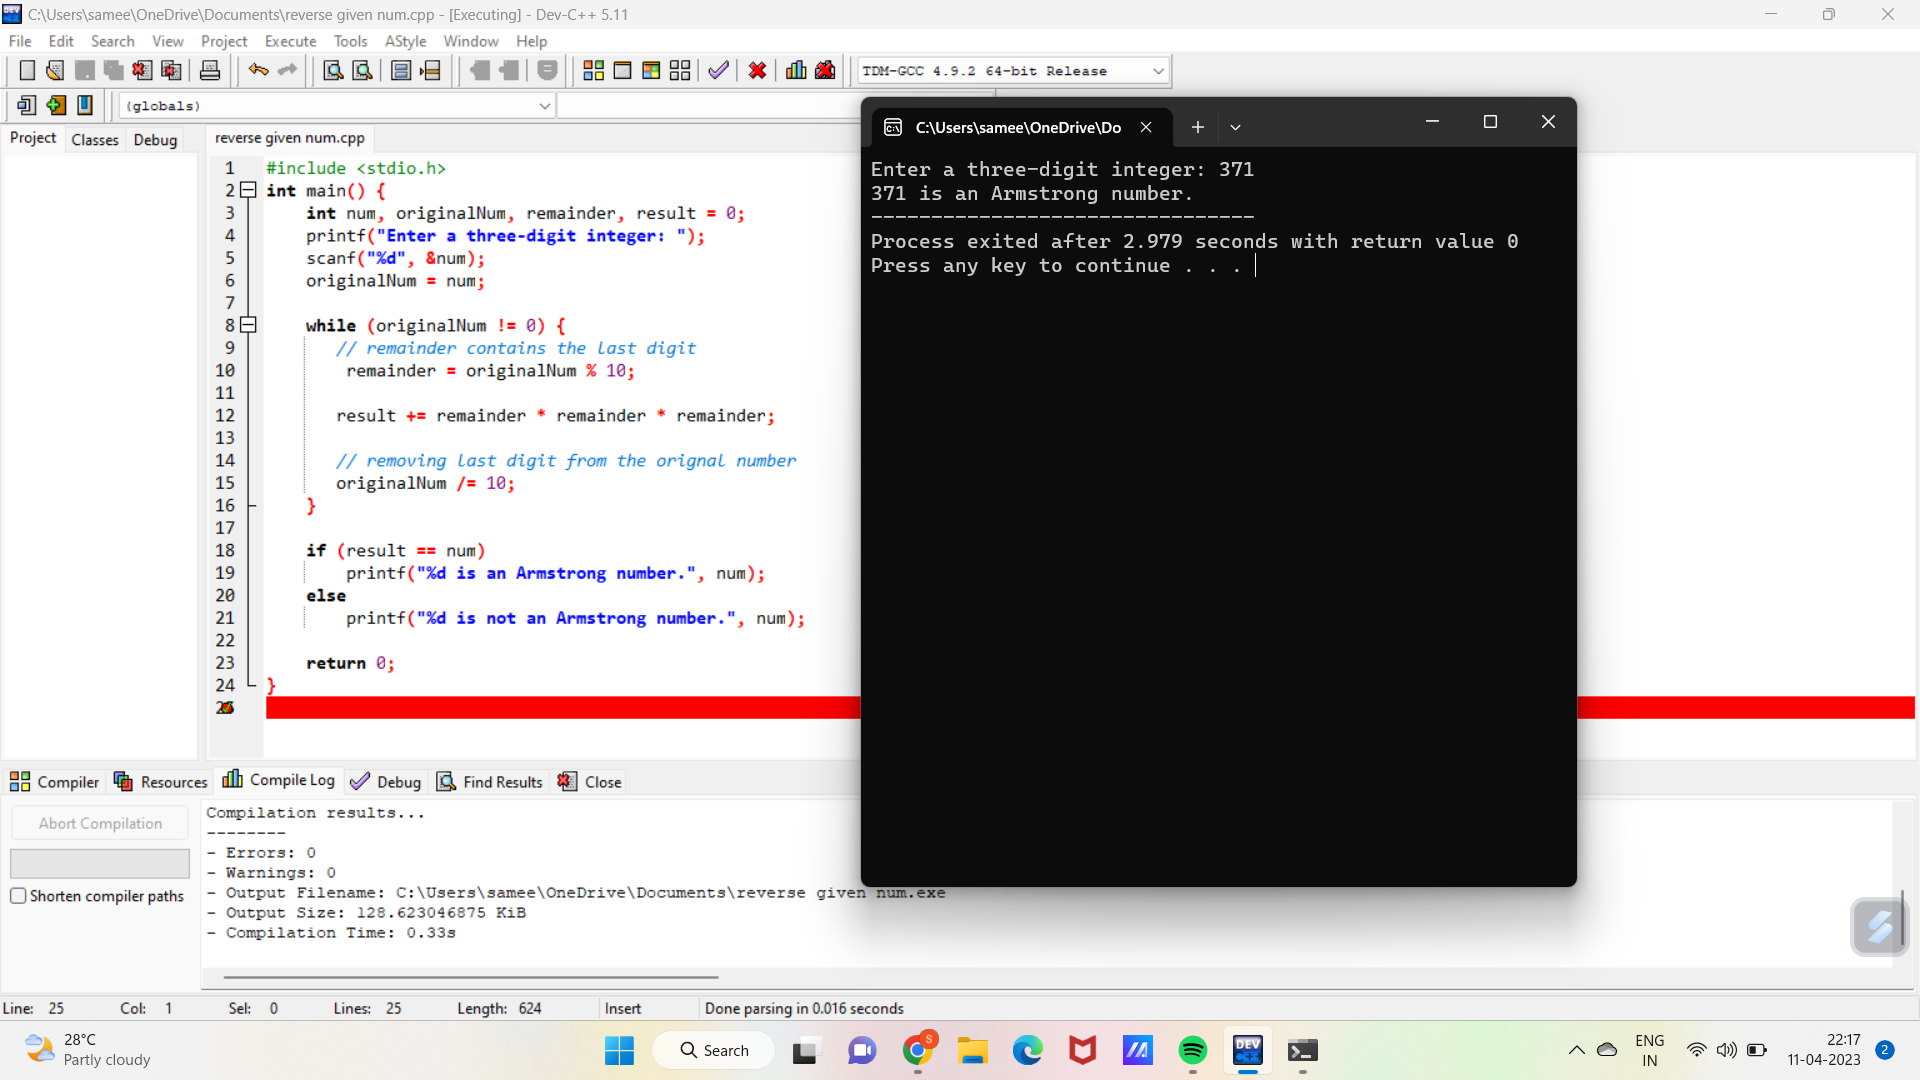 C:\Users\samee\OneDrive\Documents\reverse given num.cpp - [Executing] - Dev-C++ 5.11
File Edit Search View Project Execute Tools AStyle Window Help
TDM-GCC 4.9.2 64-bit Release
(globals)
Project Classes Debug
reverse given num.cpp
1 #include <stdio.h>
2 int main() {
3 int num, originalNum, remainder, result = 0;
4 printf("Enter a three-digit integer: ");
5 scanf("%d", &num);
6 originalNum = num;
7
8 while (originalNum != 0) {
9 // remainder contains the last digit
10 remainder = originalNum % 10;
11
12 result += remainder * remainder * remainder;
13
14 // removing last digit from the orignal number
15 originalNum /= 10;
16 }
17
18 if (result == num)
19 printf("%d is an Armstrong number.", num);
20 else
21 printf("%d is not an Armstrong number.", num);
22
23 return 0;
24 }
C:\Users\samee\OneDrive\Do
Enter a three-digit integer: 371
371 is an Armstrong number.
--------------------------------
Process exited after 2.979 seconds with return value 0
Press any key to continue . . .
Compiler Resources Compile Log Debug Find Results Close
Abort Compilation
Shorten compiler paths
Compilation results...
--------
- Errors: 0
- Warnings: 0
- Output Filename: C:\Users\samee\OneDrive\Documents\reverse given num.exe
- Output Size: 128.623046875 KiB
- Compilation Time: 0.33s
Line: 25 Col: 1 Sel: 0 Lines: 25 Length: 624 Insert Done parsing in 0.016 seconds
28°C
Partly cloudy
Search
S
DEV
C++
ENG
IN
22:17
11-04-2023
2